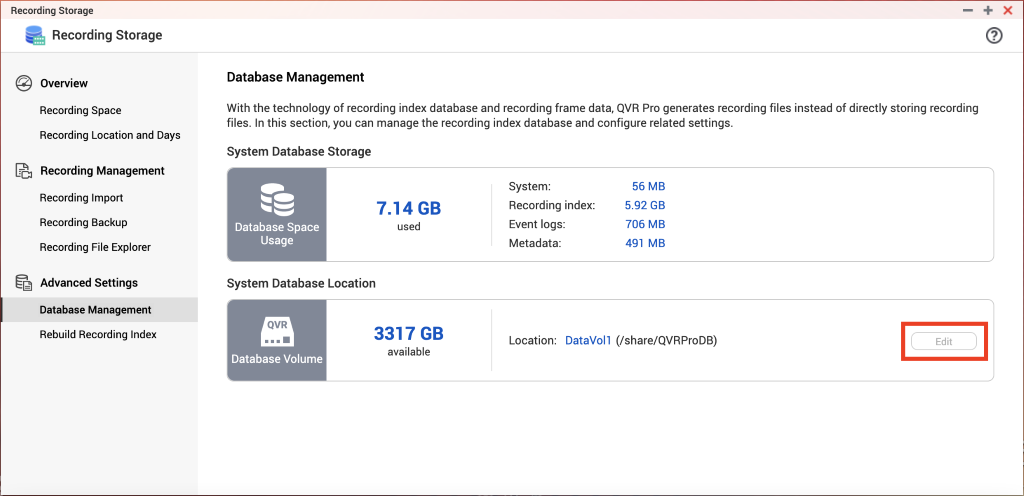 Recording Storage
Recording Storage
Overview
Recording Space
Recording Location and Days
Recording Management
Recording Import
Recording Backup
Recording File Explorer
Advanced Settings
Database Management
Rebuild Recording Index
Database Management
With the technology of recording index database and recording frame data, QVR Pro generates recording files instead of directly storing recording
files. In this section, you can manage the recording index database and configure related settings.
System Database Storage
Database Space
Usage
7.14 GB
used
System: 56 MB
Recording index: 5.92 GB
Event logs: 706 MB
Metadata: 491 MB
System Database Location
QVR
Database Volume
3317 GB
available
Location: DataVol1 (/share/QVRProDB)
Edit